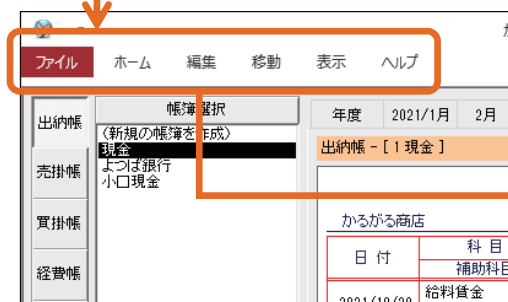 ファイル ホーム 編集 移動 表示 ヘルプ
出納帳
売掛帳
買掛帳
経費帳
帳簿選択
(新規の帳簿を作成)
現金
よつば銀行
小口現金
年度 2021/1月 2月
出納帳 - [ 1 現金 ]
かるがる商店
日 付
科 目
補助科目
給料賃金